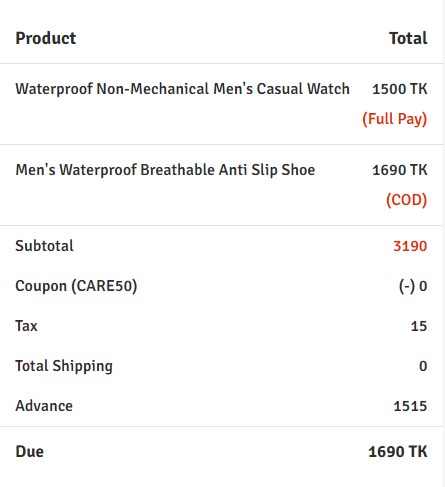 Product Total
Waterproof Non-Mechanical Men's Casual Watch 1500 TK
(Full Pay)
Men's Waterproof Breathable Anti Slip Shoe 1690 TK
(COD)
Subtotal 3190
Coupon (CARE50) (-) 0
Tax 15
Total Shipping 0
Advance 1515
Due 1690 TK